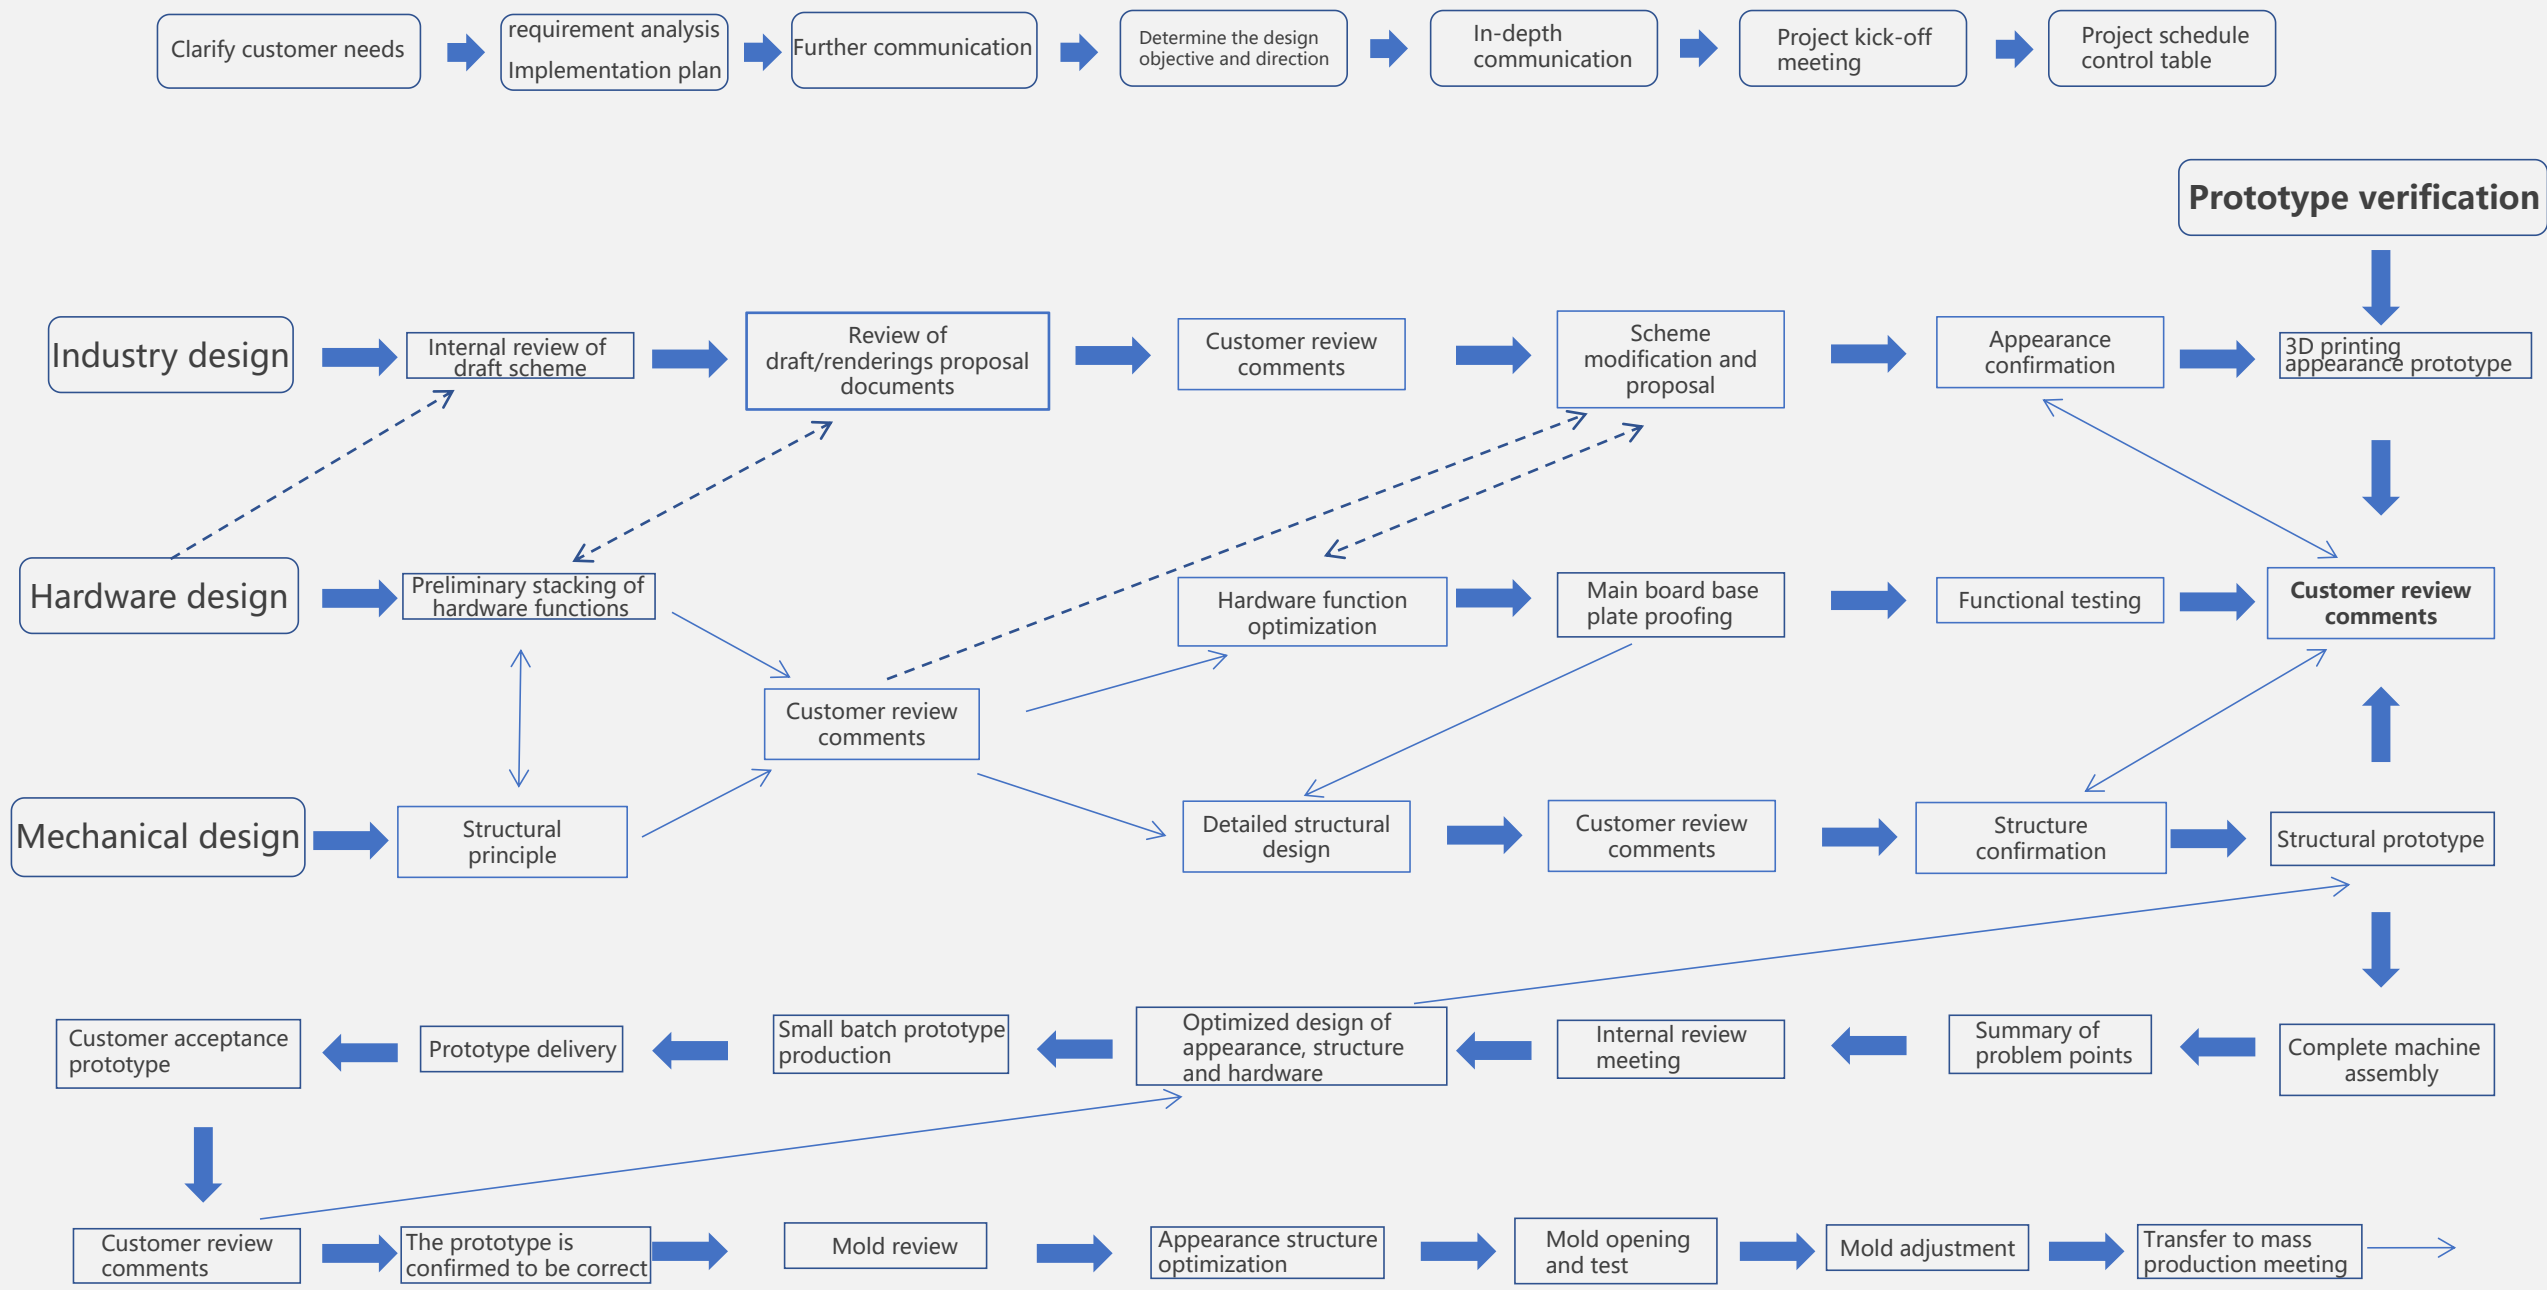 Clarify customer needs
requirement analysis
Implementation plan
Further communication
Determine the design
objective and direction
In-depth
communication
Project kick-off
meeting
Project schedule
control table
Prototype verification
Industry design
Internal review of
draft scheme
Review of
draft/renderings proposal
documents
Customer review
comments
Scheme
modification and
proposal
Appearance
confirmation
3D printing
appearance prototype
Hardware design
Preliminary stacking of
hardware functions
Customer review
comments
Hardware function
optimization
Main board base
plate proofing
Functional testing
Customer review
comments
Mechanical design
Structural
principle
Detailed structural
design
Customer review
comments
Structure
confirmation
Structural prototype
Customer acceptance
prototype
Prototype delivery
Small batch prototype
production
Optimized design of
appearance, structure
and hardware
Internal review
meeting
Summary of
problem points
Complete machine
assembly
Customer review
comments
The prototype is
confirmed to be correct
Mold review
Appearance structure
optimization
Mold opening
and test
Mold adjustment
Transfer to mass
production meeting